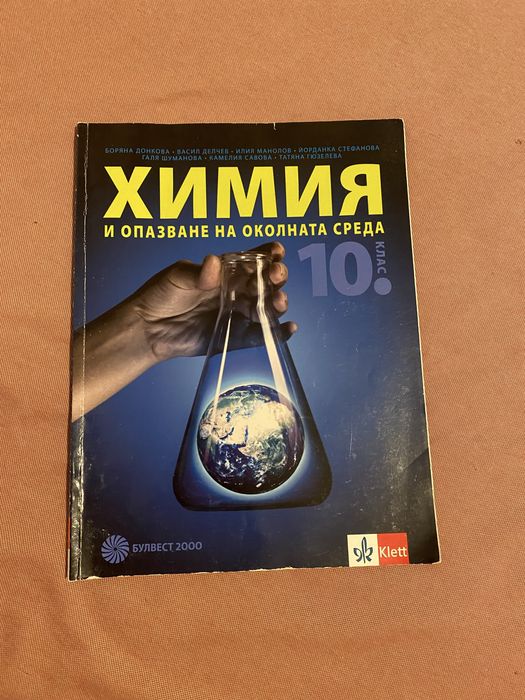 БОРЯНА ДОНКОВА • ВАСИЛ ДЕЛЧЕВ • ИЛИЯ МАНОЛОВ • ЙОРДАНКА СТЕФАНОВА
ГАЛЯ ШУМАНОВА • КАМЕЛИЯ САВОВА • ТАТЯНА ГЮЗЕЛЕВА
ХИМИЯ
И ОПАЗВАНЕ НА ОКОЛНАТА СРЕДА
10. КЛАС
БУЛВЕСТ 2000
Klett